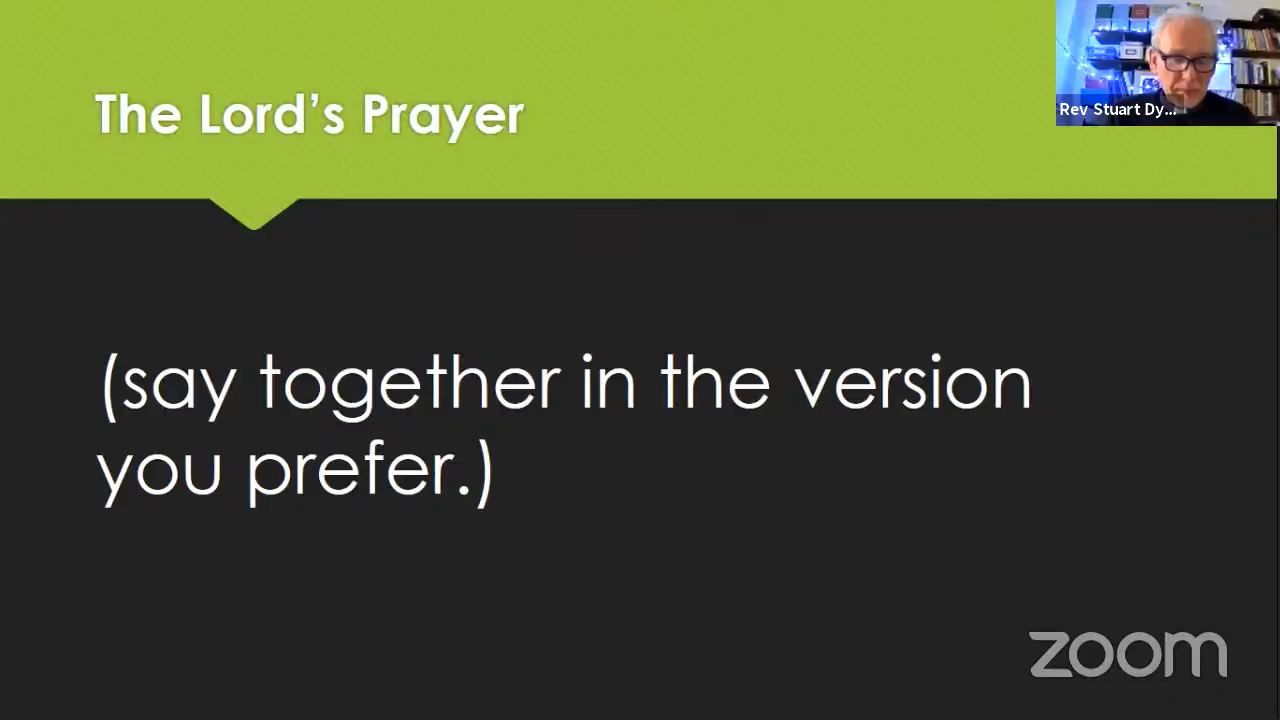 The Lord's Prayer
Rev Stuart Dy...
(say together in the version
you prefer.)
zoom